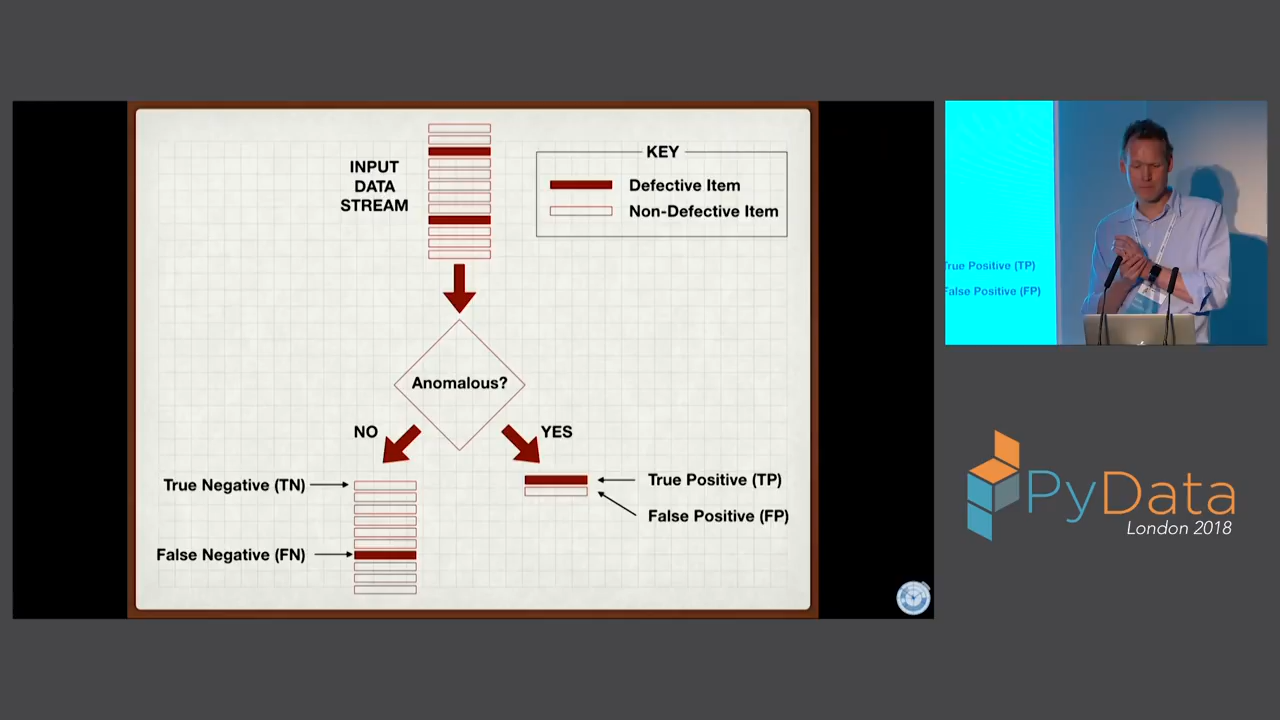 INPUT
DATA
STREAM
KEY
Defective Item
Non-Defective Item
Anomalous?
NO
YES
True Negative (TN)
False Negative (FN)
True Positive (TP)
False Positive (FP)
True Positive (TP)
False Positive (FP)
PyData
London 2018